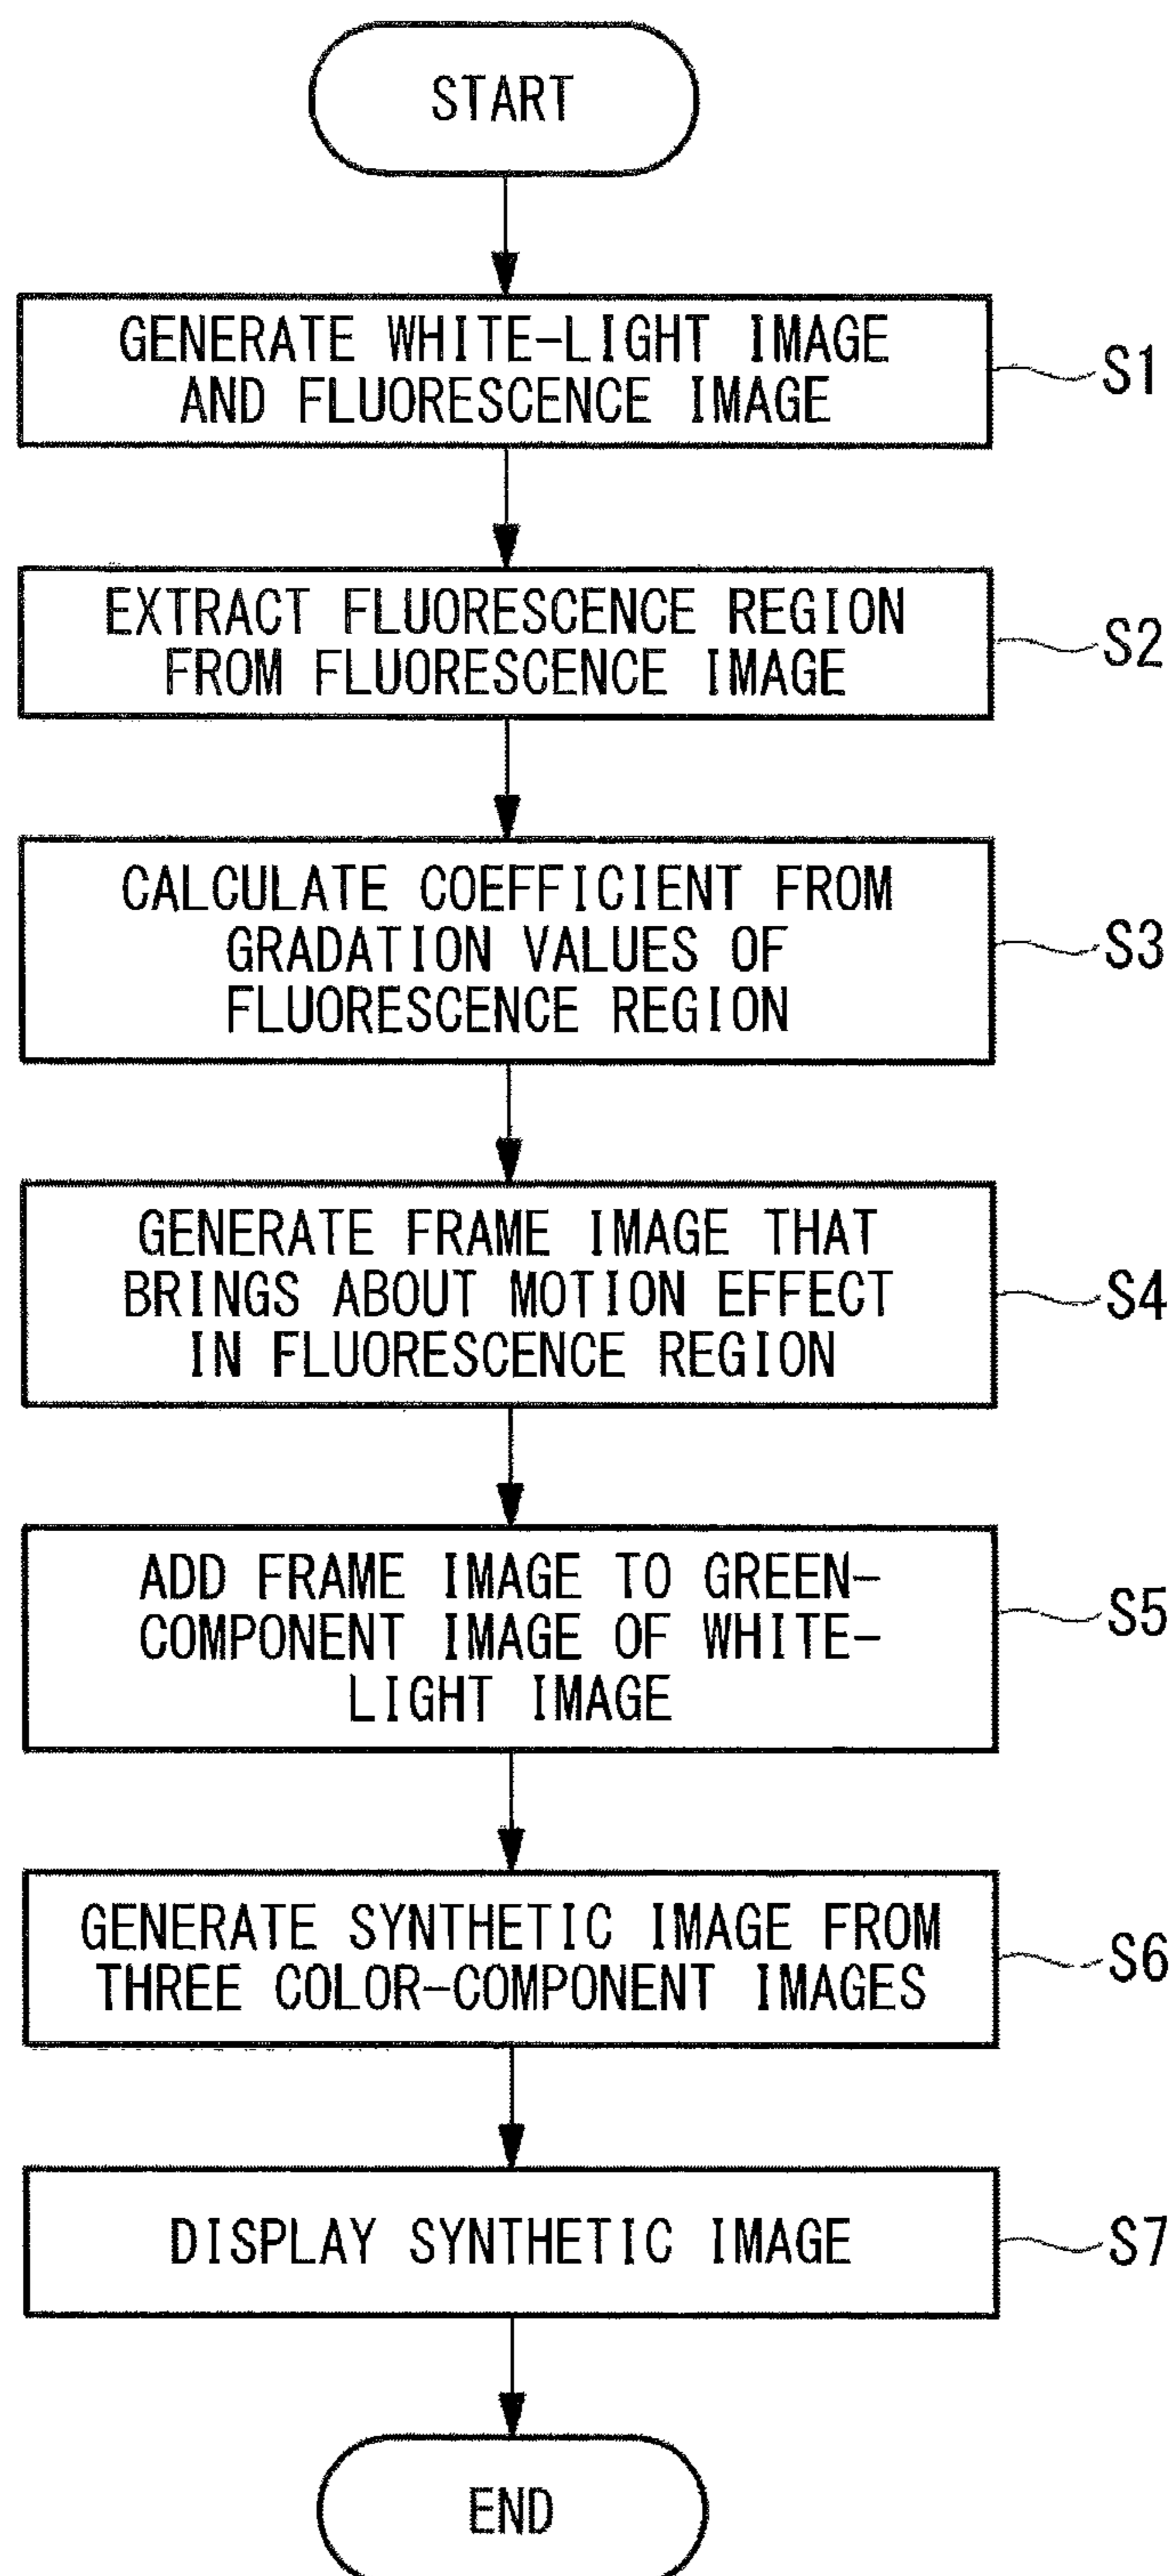 START
GENERATE WHITE-LIGHT IMAGE
AND FLUORESCENCE IMAGE
S1
EXTRACT FLUORESCENCE REGION
FROM FLUORESCENCE IMAGE
S2
CALCULATE COEFFICIENT FROM
GRADATION VALUES OF
FLUORESCENCE REGION
S3
GENERATE FRAME IMAGE THAT
BRINGS ABOUT MOTION EFFECT
IN FLUORESCENCE REGION
S4
ADD FRAME IMAGE TO GREEN-
COMPONENT IMAGE OF WHITE-
LIGHT IMAGE
S5
GENERATE SYNTHETIC IMAGE FROM
THREE COLOR-COMPONENT IMAGES
S6
DISPLAY SYNTHETIC IMAGE
S7
END